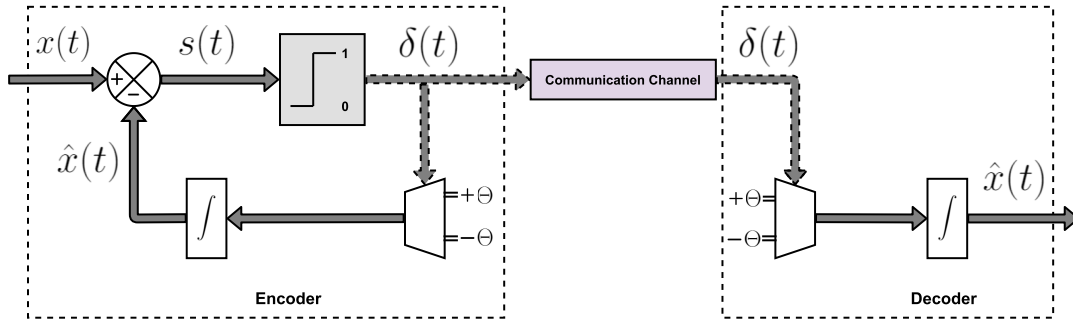 x(t)
s(t)
δ(t)
δ(t)
+
−
1
0
Communication Channel
x̂(t)
x̂(t)
∫
+Θ
−Θ
+Θ
−Θ
∫
Encoder
Decoder